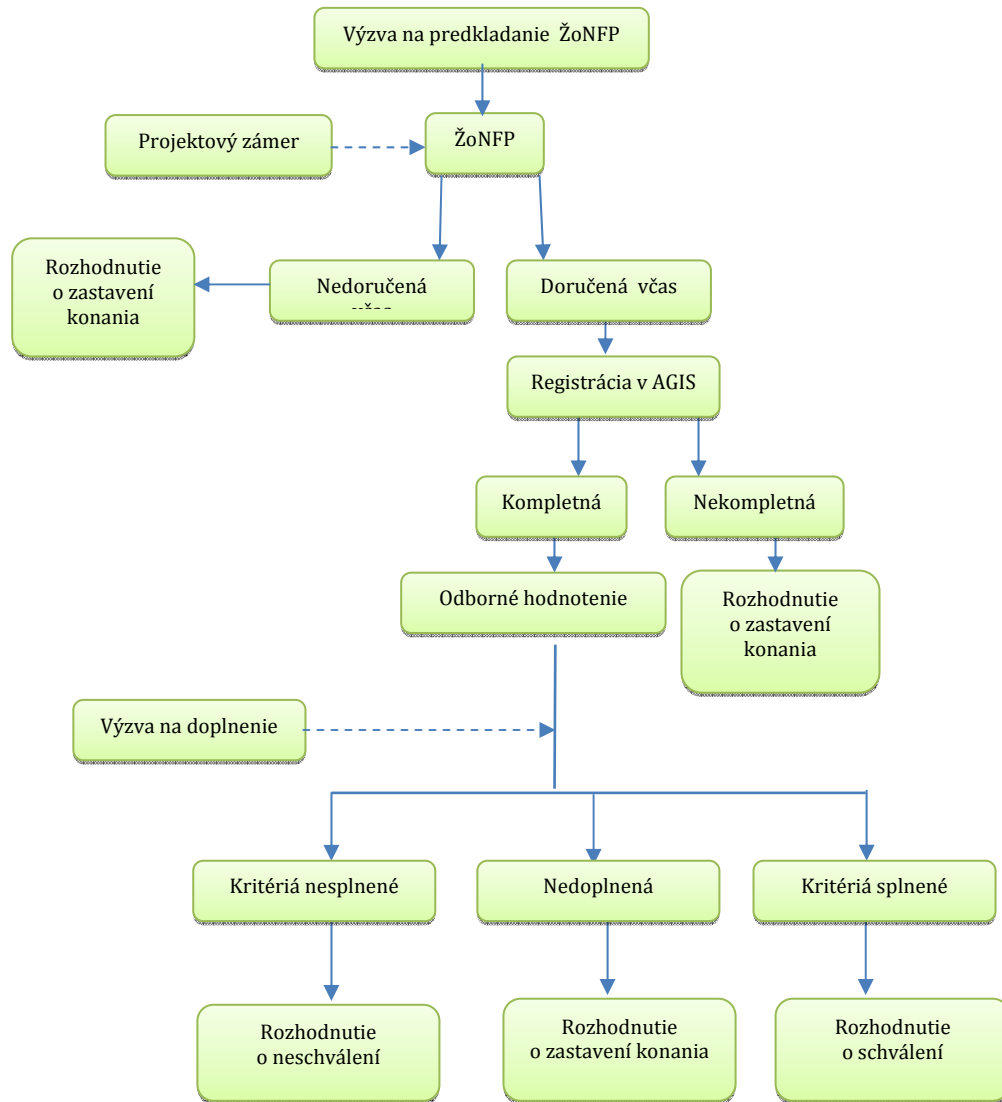 Výzva na predkladanie ŽoNFP
Projektový zámer
ŽoNFP
Rozhodnutie
o zastavení
konania
Nedoručená
Doručená včas
Registrácia v AGIS
Kompletná
Nekompletná
Odborné hodnotenie
Rozhodnutie
o zastavení
konania
Výzva na doplnenie
Kritériá nesplnené
Nedoplnená
Kritériá splnené
Rozhodnutie
o neschválení
Rozhodnutie
o zastavení konania
Rozhodnutie
o schválení